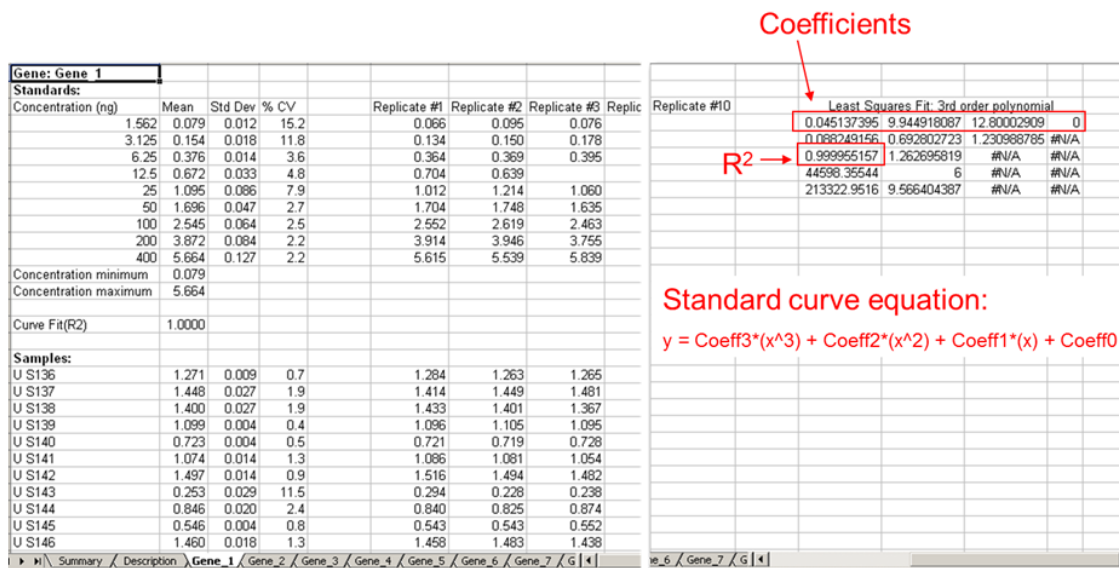 Coefficients
Gene: Gene_1
Standards:
Concentration (ng) Mean Std Dev % CV Replicate #1 Replicate #2 Replicate #3 Replic Replicate #10 Least Squares Fit: 3rd order polynomial
1.562 0.079 0.012 15.2 0.066 0.095 0.076 0.045137395 9.944918087 12.80002909 0
3.125 0.154 0.018 11.8 0.134 0.150 0.178 0.088249156 0.692802723 1.230988785 #N/A
6.25 0.376 0.014 3.6 0.364 0.369 0.395 R2 0.999955157 1.262695819 #N/A #N/A
12.5 0.672 0.033 4.8 0.704 0.639 44598.35544 6 #N/A #N/A
25 1.095 0.086 7.9 1.012 1.214 1.060 213322.9516 9.566404387 #N/A #N/A
50 1.696 0.047 2.7 1.704 1.748 1.635
100 2.545 0.064 2.5 2.552 2.619 2.463
200 3.872 0.084 2.2 3.914 3.946 3.755
400 5.664 0.127 2.2 5.615 5.539 5.839
Concentration minimum 0.079
Concentration maximum 5.664
Standard curve equation:
Curve Fit(R2) 1.0000
y = Coeff3*(x^3) + Coeff2*(x^2) + Coeff1*(x) + Coeff0
Samples:
U S136 1.271 0.009 0.7 1.284 1.263 1.265
U S137 1.448 0.027 1.9 1.414 1.449 1.481
U S138 1.400 0.027 1.9 1.433 1.401 1.367
U S139 1.099 0.004 0.4 1.096 1.105 1.095
U S140 0.723 0.004 0.5 0.721 0.719 0.728
U S141 1.074 0.014 1.3 1.086 1.081 1.054
U S142 1.497 0.014 0.9 1.516 1.494 1.482
U S143 0.253 0.029 11.5 0.294 0.228 0.238
U S144 0.846 0.020 2.4 0.840 0.825 0.874
U S145 0.546 0.004 0.8 0.543 0.543 0.552
U S146 1.460 0.018 1.3 1.458 1.483 1.438
Summary Description Gene_1 Gene_2 Gene_3 Gene_4 Gene_5 Gene_6 Gene_7 G ne_6 Gene_7 G